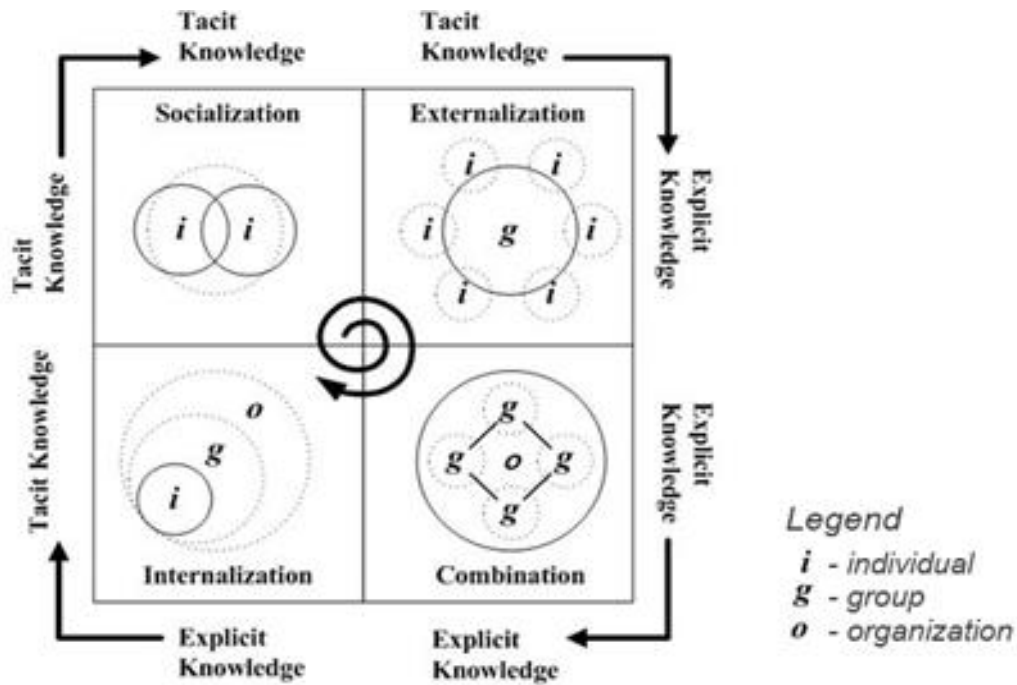 Tacit
Knowledge
Tacit
Knowledge
Socialization
Externalization
i i
i i
i g i
i i
Tacit
Knowledge
Explicit
Knowledge
o
g
i
g
g o g
g
Tacit Knowledge
Explicit
Knowledge
Internalization
Combination
Explicit
Knowledge
Explicit
Knowledge
Legend
i - individual
g - group
o - organization